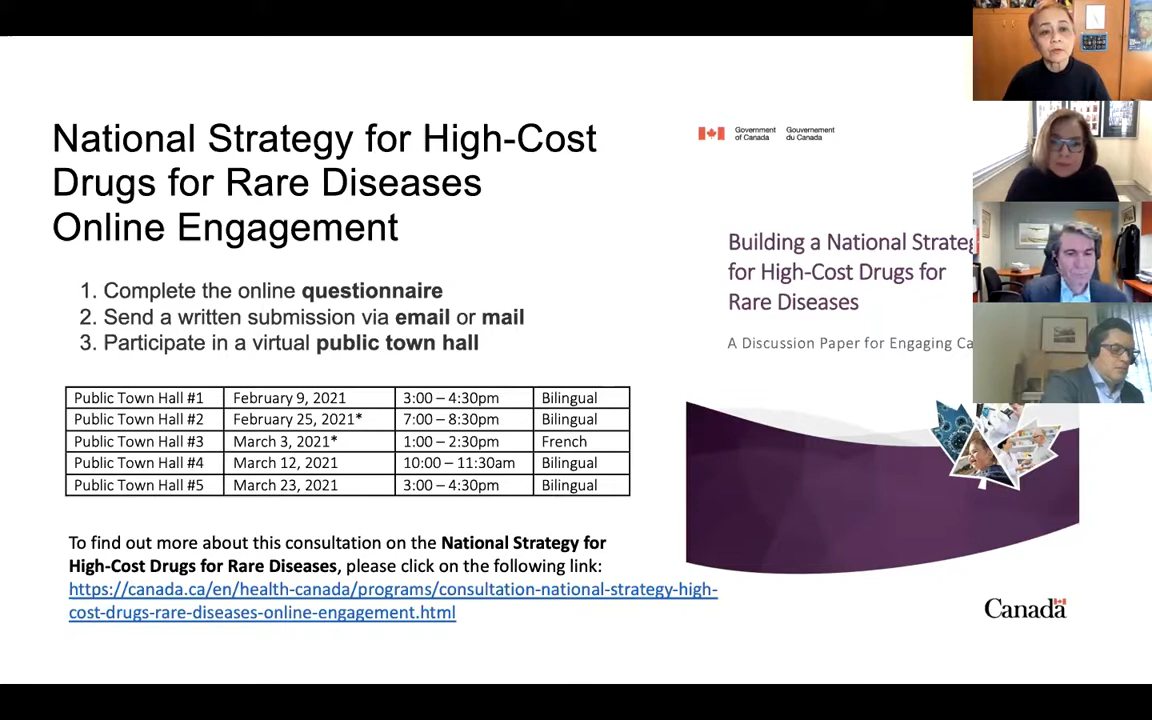 National Strategy for High-Cost
Drugs for Rare Diseases
Online Engagement
1. Complete the online questionnaire
2. Send a written submission via email or mail
3. Participate in a virtual public town hall
Public Town Hall #1 February 9, 2021 3:00 – 4:30pm Bilingual
Public Town Hall #2 February 25, 2021* 7:00 – 8:30pm Bilingual
Public Town Hall #3 March 3, 2021* 1:00 – 2:30pm French
Public Town Hall #4 March 12, 2021 10:00 – 11:30am Bilingual
Public Town Hall #5 March 23, 2021 3:00 – 4:30pm Bilingual
To find out more about this consultation on the National Strategy for
High-Cost Drugs for Rare Diseases, please click on the following link:
https://canada.ca/en/health-canada/programs/consultation-national-strategy-high-
cost-drugs-rare-diseases-online-engagement.html
Government Gouvernement
of Canada du Canada
Building a National Strateg
for High-Cost Drugs for
Rare Diseases
A Discussion Paper for Engaging Ca
Canada